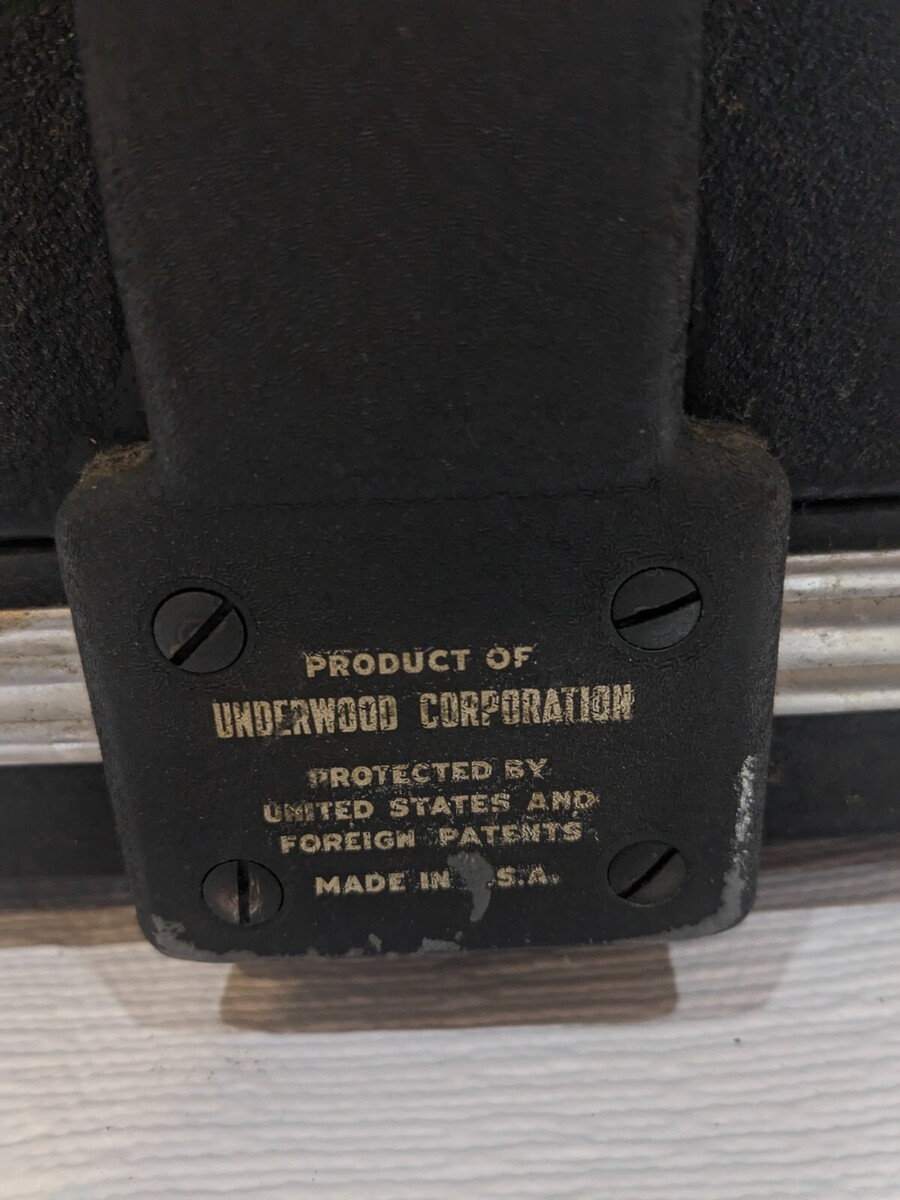 PRODUCT OF
UNDERWOOD CORPORATION
PROTECTED BY
UNITED STATES AND
FOREIGN PATENTS
MADE IN S.A.